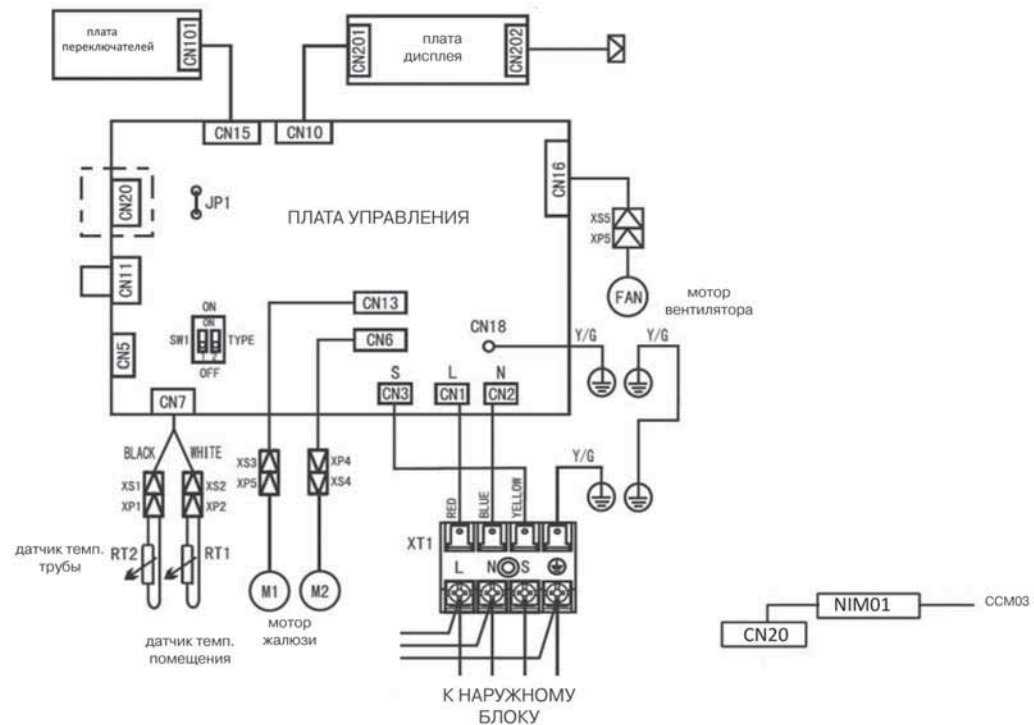 плата
переключателей
CN101
CN201
плата
дисплея
CN202
CN15
CN10
CN20
JP1
ПЛАТА УПРАВЛЕНИЯ
CN16
XS5
XP5
CN11
FAN
мотор
вентилятора
CN13
ON
ON
SW1
TYPE
1 2
OFF
CN6
CN18
Y/G
Y/G
CN5
S
L
N
CN7
CN3
CN1
CN2
BLACK
WHITE
XS1
XP1
XS2
XP2
XS3
XP5
XP4
XS4
Y/G
RED
BLUE
YELLOW
XT1
датчик темп.
трубы
RT2
RT1
L
N
S
M1
M2
мотор
жалюзи
датчик темп.
помещения
NIM01
CCM03
CN20
К НАРУЖНОМУ
БЛОКУ